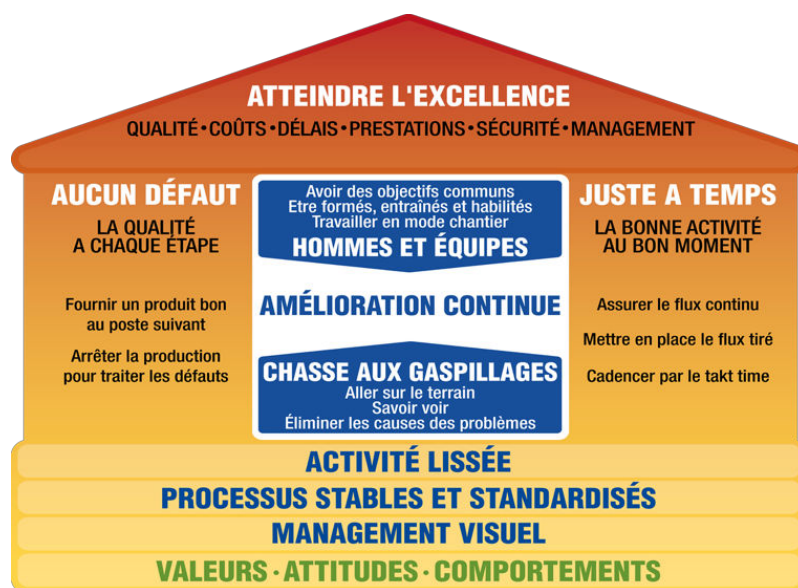 ATTEINDRE L'EXCELLENCE
QUALITÉ•COÛTS•DÉLAIS•PRESTATIONS•SÉCURITÉ•MANAGEMENT
AUCUN DÉFAUT
LA QUALITÉ
A CHAQUE ÉTAPE
Fournir un produit bon
au poste suivant
Arrêter la production
pour traiter les défauts
Avoir des objectifs communs
Etre formés, entraînés et habilités
Travailler en mode chantier
HOMMES ET ÉQUIPES
AMÉLIORATION CONTINUE
CHASSE AUX GASPILLAGES
Aller sur le terrain
Savoir voir
Éliminer les causes des problèmes
JUSTE A TEMPS
LA BONNE ACTIVITÉ
AU BON MOMENT
Assurer le flux continu
Mettre en place le flux tiré
Cadencer par le takt time
ACTIVITÉ LISSÉE
PROCESSUS STABLES ET STANDARDISÉS
MANAGEMENT VISUEL
VALEURS · ATTITUDES · COMPORTEMENTS